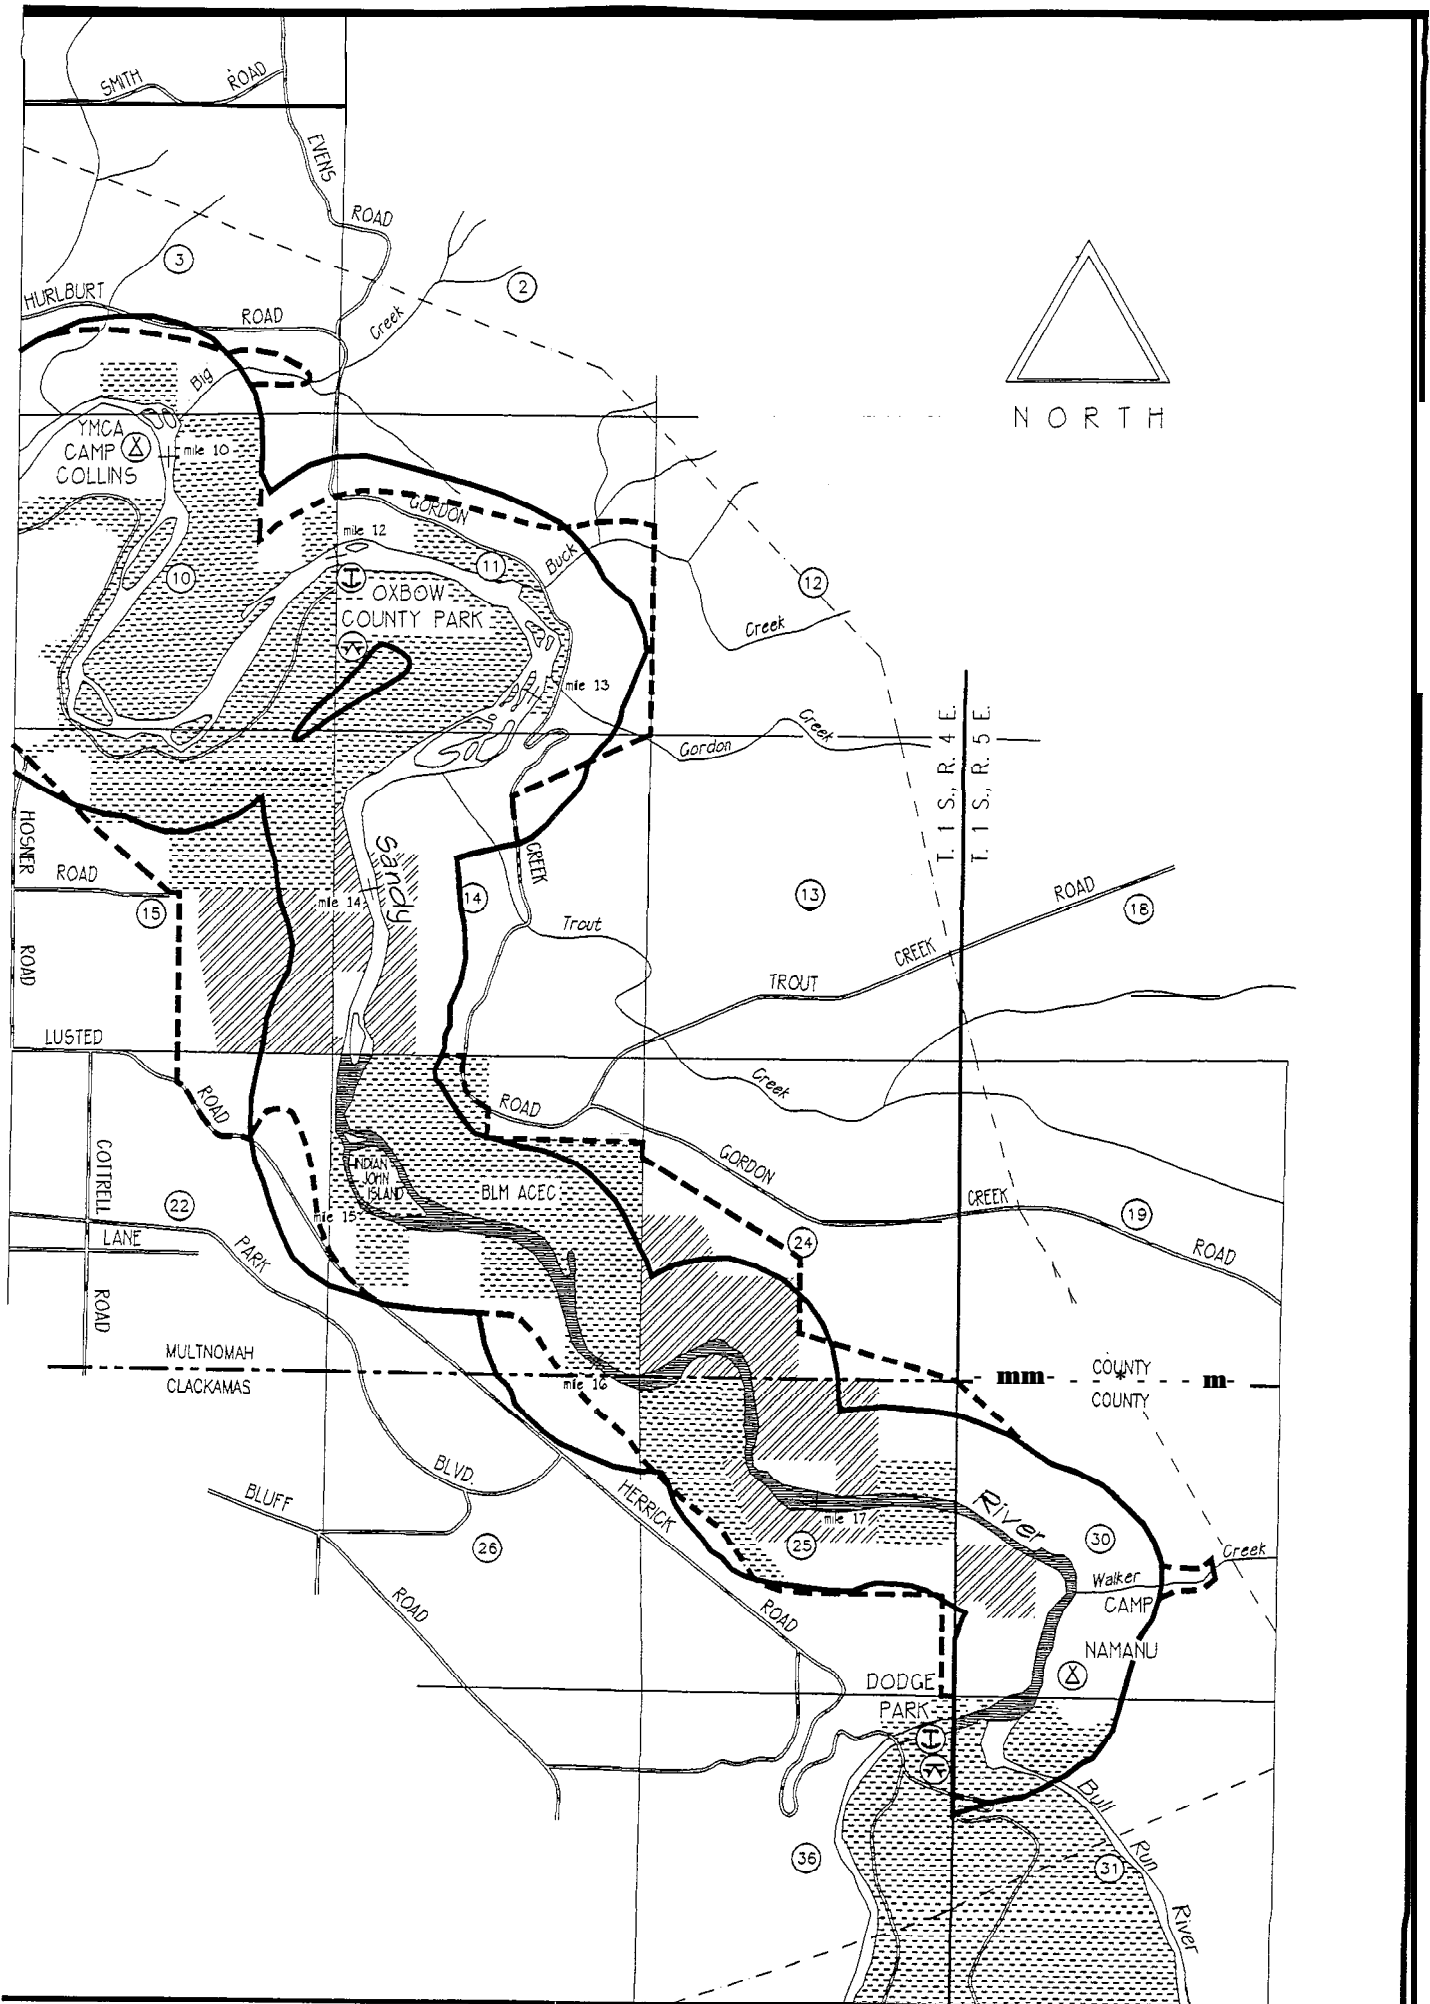 SMITH
ROAD
EVENS
ROAD
3
2
HURLBURT
ROAD
Creek
Big
NORTH
YMCA
CAMP
COLLINS
mile 10
GORDON
mile 12
Buck
11
10
12
OXBOW
COUNTY PARK
Creek
mile 13
Creek
Gordon
T. 1 S., R. 4 E.
T. 1 S., R. 5 E.
HOSNER
ROAD
Sandy
CREEK
ROAD
mile 14
14
13
15
ROAD
18
Trout
CREEK
TROUT
LUSTED
ROAD
Creek
ROAD
COTTRELL
ROAD
GORDON
INDIAN
JOHN
ISLAND
BLM ACEC
CREEK
22
mile 15
19
LANE
PARK
24
ROAD
MULTNOMAH
CLACKAMAS
mile 16
mm
COUNTY
COUNTY
m
BLVD.
BLUFF
HERRICK
River
mile 17
26
25
30
Creek
Walker
CAMP
ROAD
ROAD
NAMANU
DODGE
PARK
Bull
Run
River
36
31